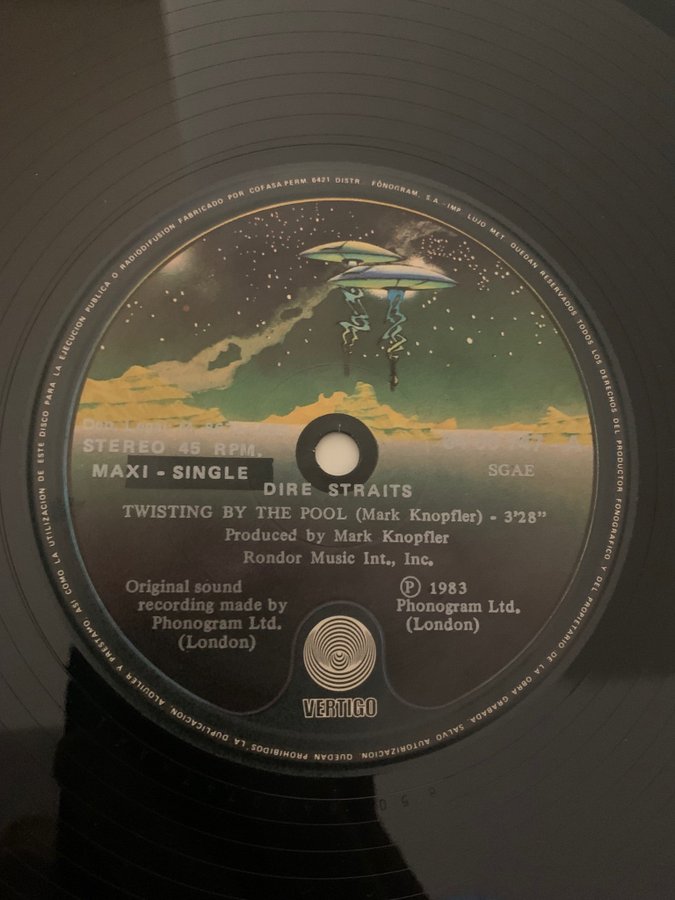 FABRICADO POR COFASA PERM. 6421 DISTR. FÓNOGRAM, S.A. - IMP. LUJO MET. QUEDAN RESERVADOS TODOS LOS DERECHOS DEL PRODUCTOR FONOGRAFICO Y DEL PROPIETARIO DE LA OBRA GRABADA. SALVO AUTORIZACION, QUEDAN PROHIBIDOS LA DUPLICACION, ALQUILER Y PRESTAMO, ASI COMO LA UTILIZACION DE ESTE DISCO PARA LA EJECUCION PUBLICA O RADIODIFUSION
STEREO 45 RPM.
MAXI - SINGLE
SGAE
DIRE STRAITS
TWISTING BY THE POOL (Mark Knopfler) - 3'28"
Produced by Mark Knopfler
Rondor Music Int., Inc.
Original sound
recording made by
Phonogram Ltd.
(London)
Ⓟ 1983
Phonogram Ltd.
(London)
VERTIGO